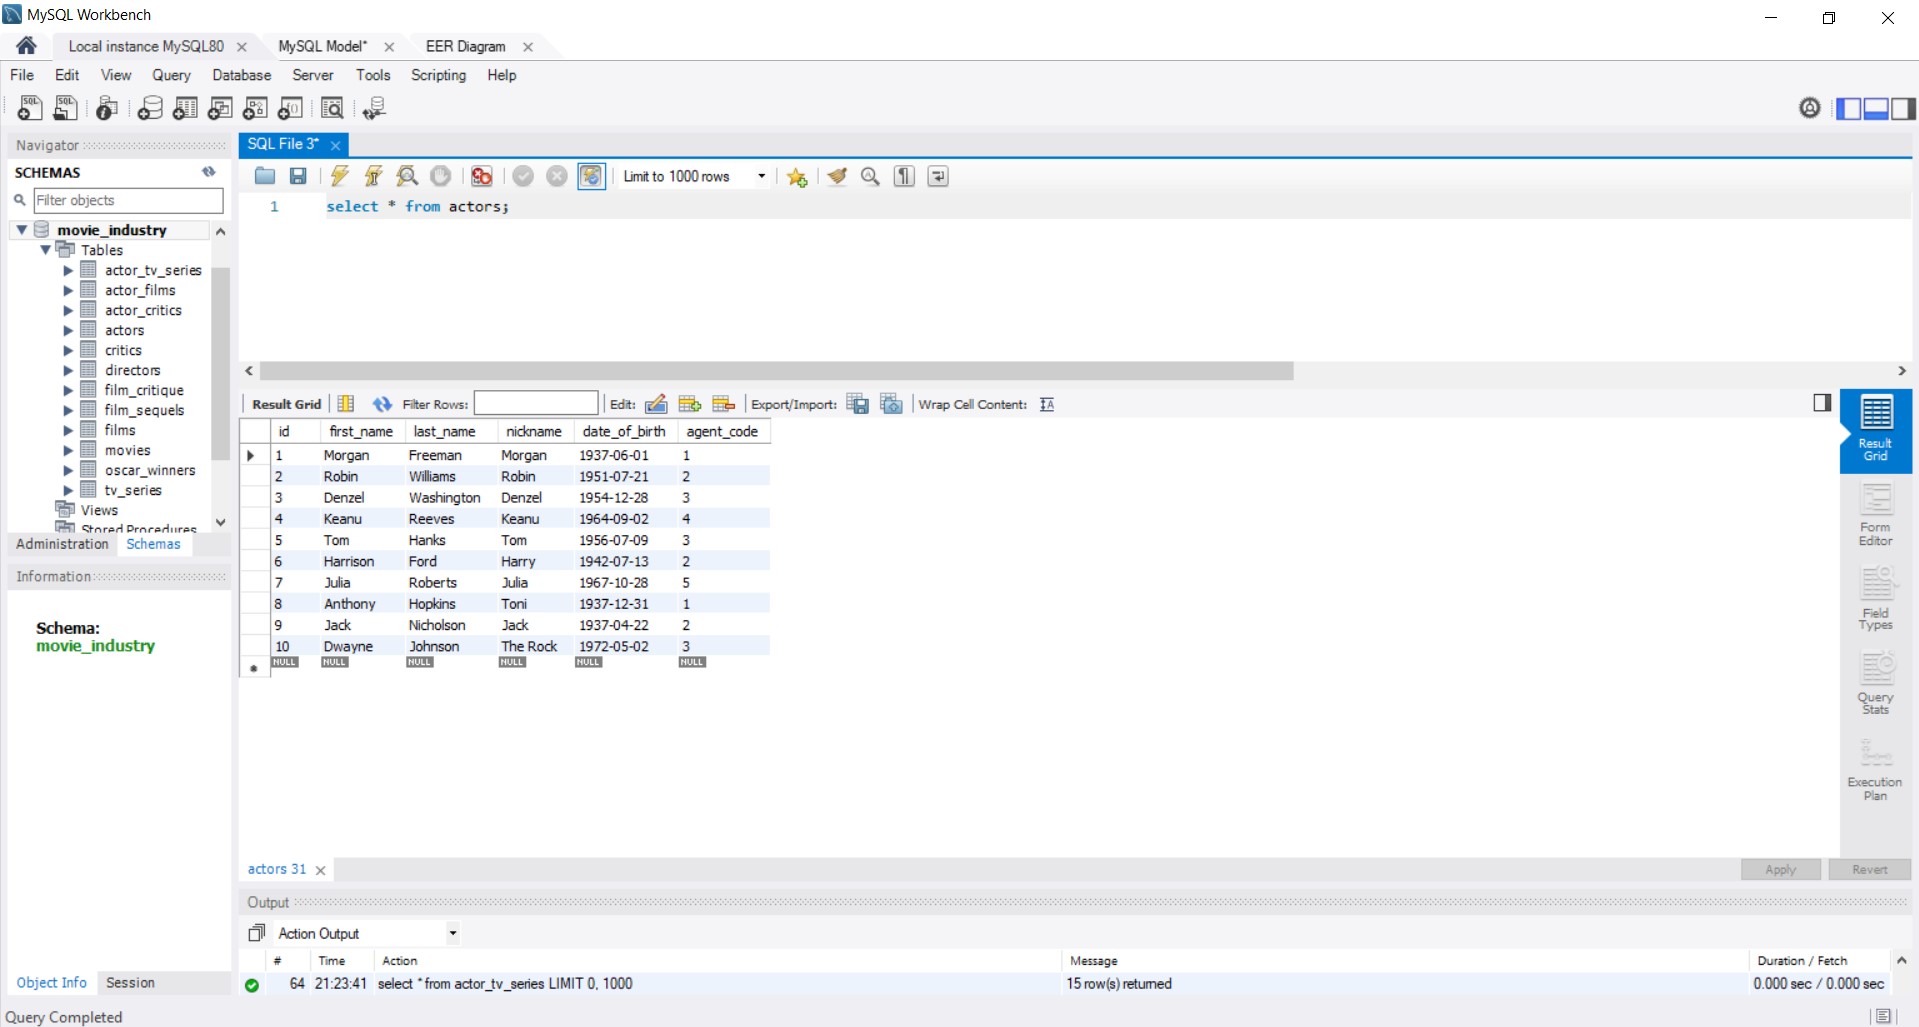 MySQL Workbench
Local instance MySQL80 MySQL Model* EER Diagram
File Edit View Query Database Server Tools Scripting Help
Navigator SQL File 3*
SCHEMAS
Limit to 1000 rows
Filter objects
1 select * from actors;
movie_industry
Tables
actor_tv_series
actor_films
actor_critics
actors
critics
directors
film_critique
film_sequels
films
movies
oscar_winners
tv_series
Views
Stored Procedures
Administration Schemas
Information
Schema:
movie_industry
Object Info Session
Result Grid Filter Rows: Edit: Export/Import: Wrap Cell Content:
id first_name last_name nickname date_of_birth agent_code
1 Morgan Freeman Morgan 1937-06-01 1
2 Robin Williams Robin 1951-07-21 2
3 Denzel Washington Denzel 1954-12-28 3
4 Keanu Reeves Keanu 1964-09-02 4
5 Tom Hanks Tom 1956-07-09 3
6 Harrison Ford Harry 1942-07-13 2
7 Julia Roberts Julia 1967-10-28 5
8 Anthony Hopkins Toni 1937-12-31 1
9 Jack Nicholson Jack 1937-04-22 2
10 Dwayne Johnson The Rock 1972-05-02 3
NULL NULL NULL NULL NULL NULL
Result
Grid
Form
Editor
Field
Types
Query
Stats
Execution
Plan
actors 31 Apply Revert
Output
Action Output
# Time Action Message Duration / Fetch
64 21:23:41 select * from actor_tv_series LIMIT 0, 1000 15 row(s) returned 0.000 sec / 0.000 sec
Query Completed